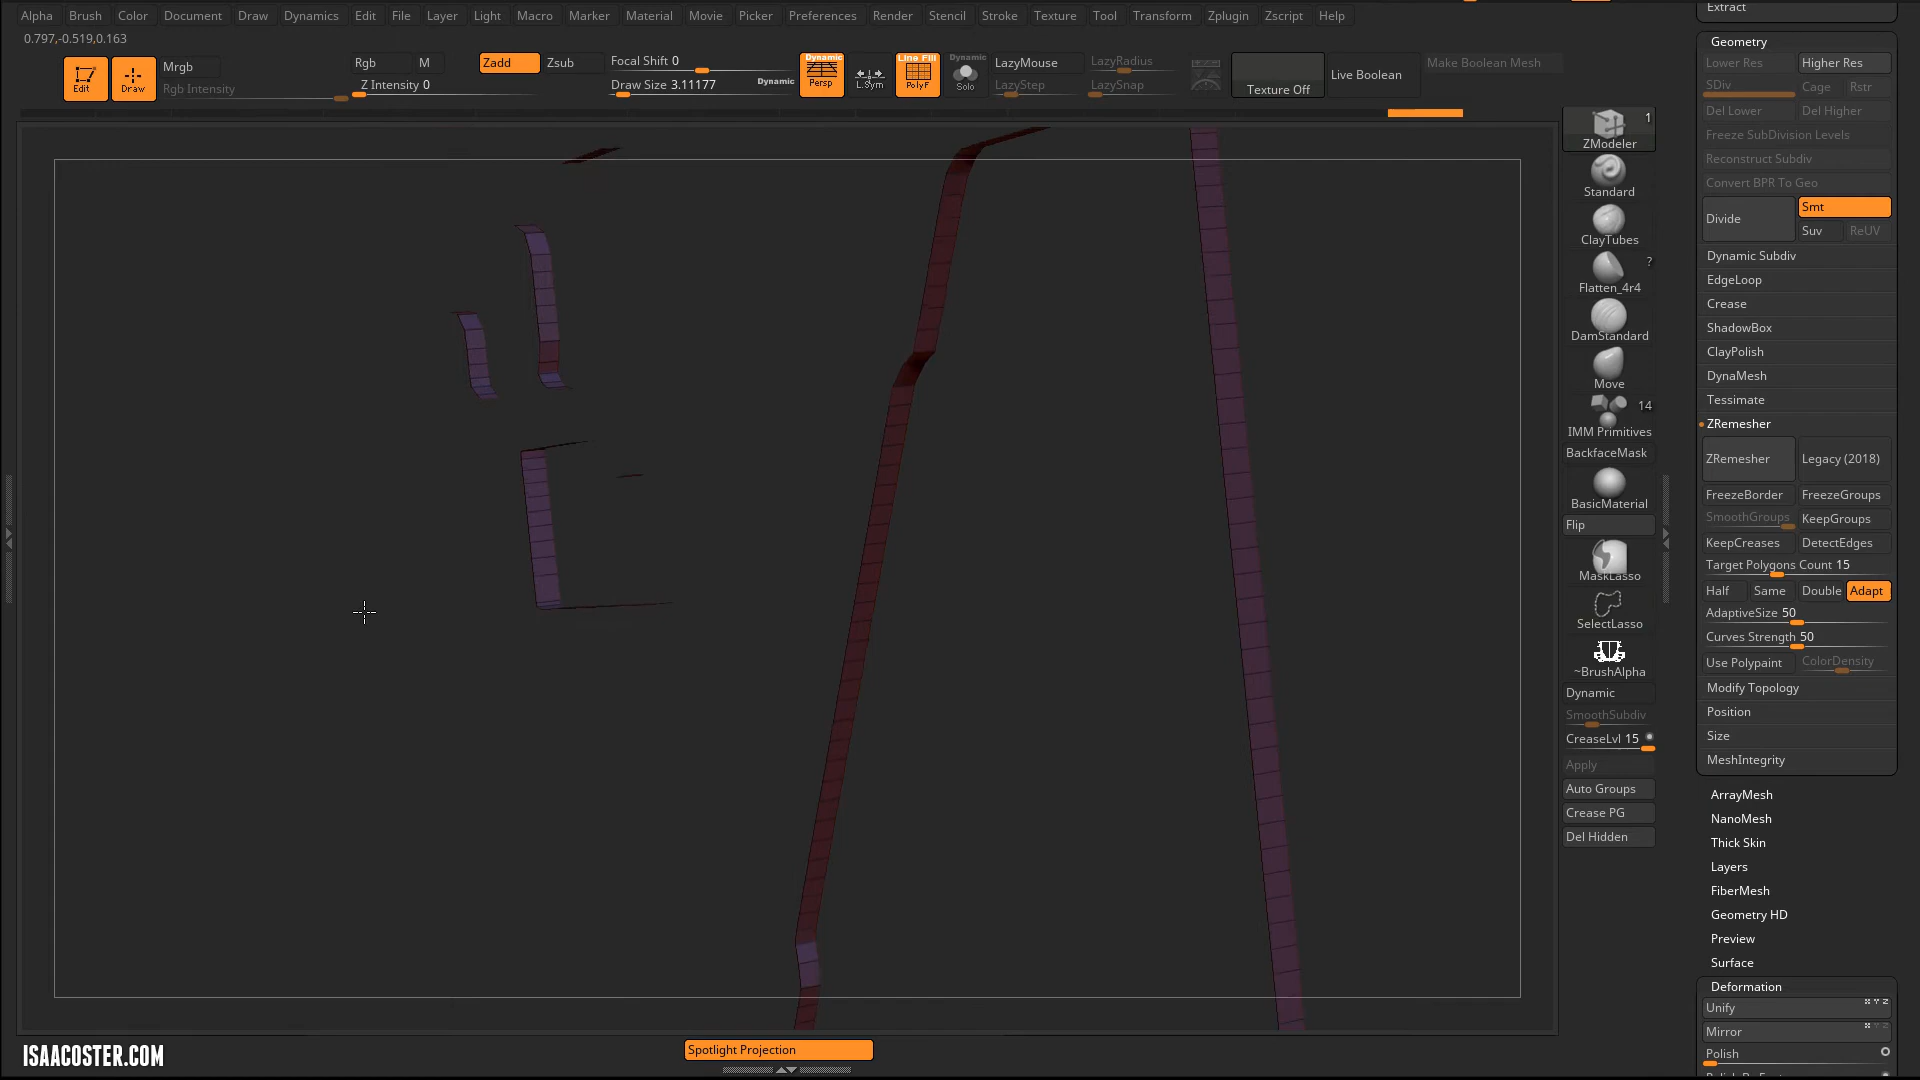 Alpha Brush Color Document Draw Dynamics Edit File Layer Light Macro Marker Material Movie Picker Preferences Render Stencil Stroke Texture Tool Transform Zplugin Zscript Help
0.797,-0.519,0.163
Edit
Draw
Mrgb
Rgb Intensity
Rgb M
Zadd Zsub
Z Intensity 0
Focal Shift 0
Draw Size 3.11177
Dynamic
Dynamic
Persp
L.Sym
Line Fill
PolyF
Dynamic
Solo
LazyMouse LazyRadius
LazyStep LazySnap
Texture Off
Live Boolean
Make Boolean Mesh
1
ZModeler
Standard
ClayTubes
?
Flatten_4r4
DamStandard
Move
14
IMM Primitives
BackfaceMask
BasicMaterial
Flip
MaskLasso
SelectLasso
~BrushAlpha
Dynamic
SmoothSubdiv
CreaseLvl 15
Apply
Auto Groups
Crease PG
Del Hidden
Extract
Geometry
Lower Res Higher Res
SDiv Cage Rstr
Del Lower Del Higher
Freeze SubDivision Levels
Reconstruct Subdiv
Convert BPR To Geo
Divide Smt
Suv ReUV
Dynamic Subdiv
EdgeLoop
Crease
ShadowBox
ClayPolish
DynaMesh
Tessimate
ZRemesher
ZRemesher Legacy (2018)
FreezeBorder FreezeGroups
SmoothGroups KeepGroups
KeepCreases DetectEdges
Target Polygons Count 15
Half Same Double Adapt
AdaptiveSize 50
Curves Strength 50
Use Polypaint ColorDensity
Modify Topology
Position
Size
MeshIntegrity
ArrayMesh
NanoMesh
Thick Skin
Layers
FiberMesh
Geometry HD
Preview
Surface
Deformation
Unify
Mirror
Polish
ISAACOSTER.COM
Spotlight Projection